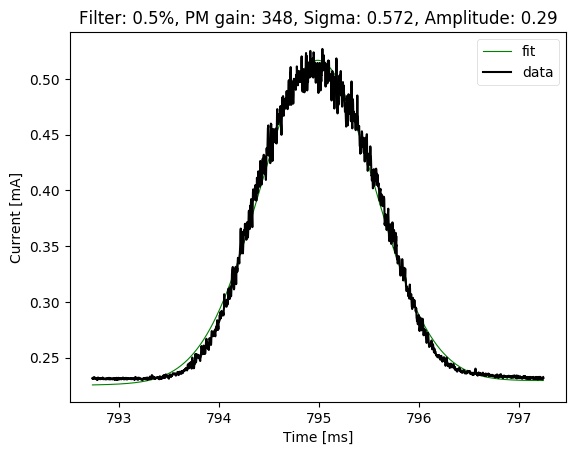 Filter: 0.5%, PM gain: 348, Sigma: 0.572, Amplitude: 0.29
fit
data
0.50
0.45
0.40
0.35
0.30
0.25
Current [mA]
793 794 795 796 797
Time [ms]